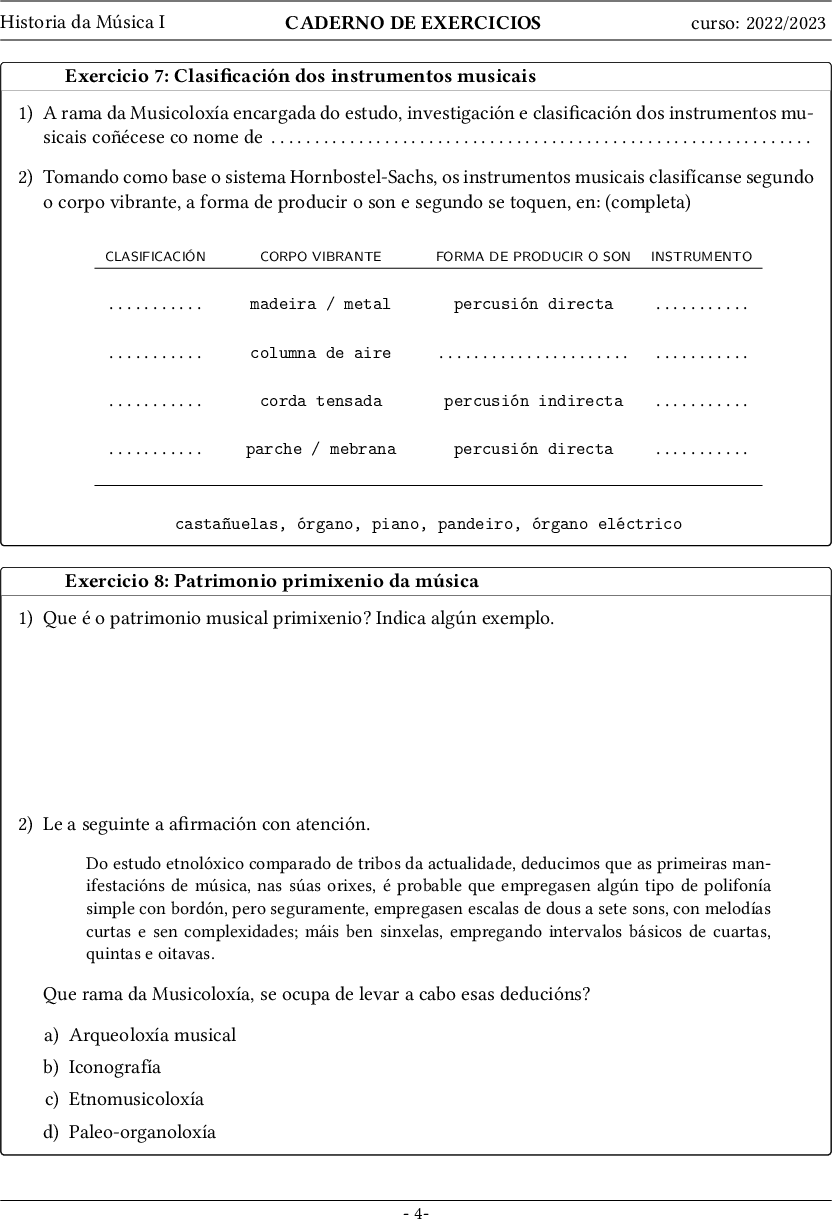 Historia da Música I CADERNO DE EXERCICIOS curso: 2022/2023
Exercicio 7: Clasificación dos instrumentos musicais
1) A rama da Musicoloxía encargada do estudo, investigación e clasificación dos instrumentos mu-
sicais coñécese co nome de ..............................................................
2) Tomando como base o sistema Hornbostel-Sachs, os instrumentos musicais clasifícanse segundo
o corpo vibrante, a forma de producir o son e segundo se toquen, en: (completa)
CLASIFICACIÓN CORPO VIBRANTE FORMA DE PRODUCIR O SON INSTRUMENTO
........... madeira / metal percusión directa ...........
........... columna de aire ...................... ...........
........... corda tensada percusión indirecta ...........
........... parche / mebrana percusión directa ...........
castañuelas, órgano, piano, pandeiro, órgano eléctrico
Exercicio 8: Patrimonio primixenio da música
1) Que é o patrimonio musical primixenio? Indica algún exemplo.
2) Le a seguinte a afirmación con atención.
Do estudo etnolóxico comparado de tribos da actualidade, deducimos que as primeiras man-
ifestacións de música, nas súas orixes, é probable que empregasen algún tipo de polifonía
simple con bordón, pero seguramente, empregasen escalas de dous a sete sons, con melodías
curtas e sen complexidades; máis ben sinxelas, empregando intervalos básicos de cuartas,
quintas e oitavas.
Que rama da Musicoloxía, se ocupa de levar a cabo esas deducións?
a) Arqueoloxía musical
b) Iconografía
c) Etnomusicoloxía
d) Paleo-organoloxía
- 4-